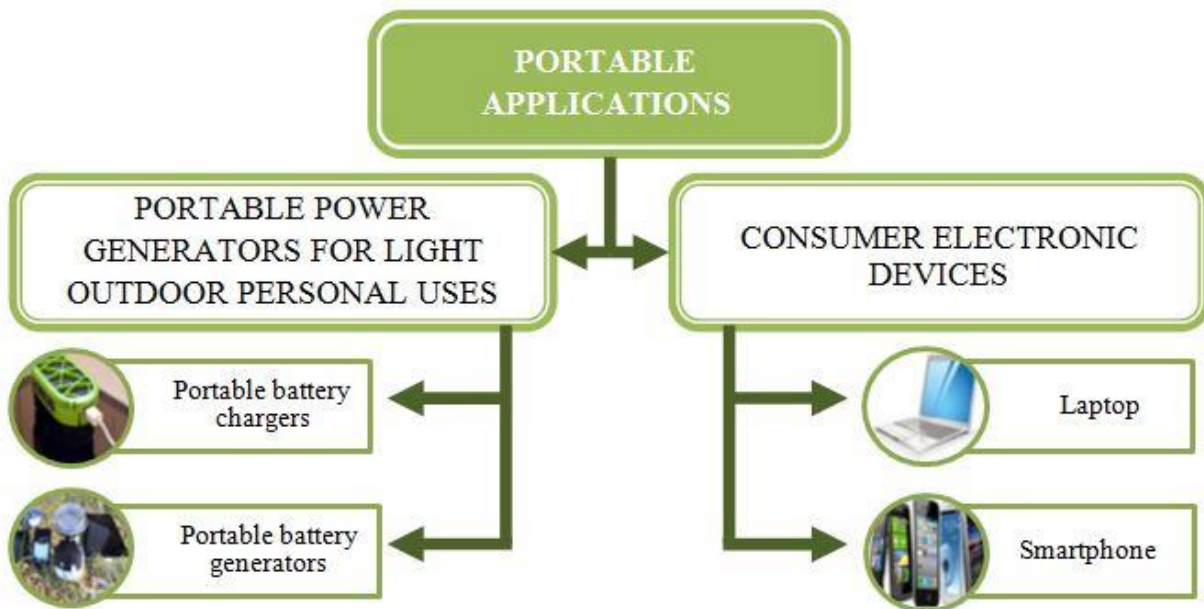 PORTABLE
APPLICATIONS
PORTABLE POWER
GENERATORS FOR LIGHT
OUTDOOR PERSONAL USES
CONSUMER ELECTRONIC
DEVICES
Portable battery
chargers
Laptop
Portable battery
generators
Smartphone